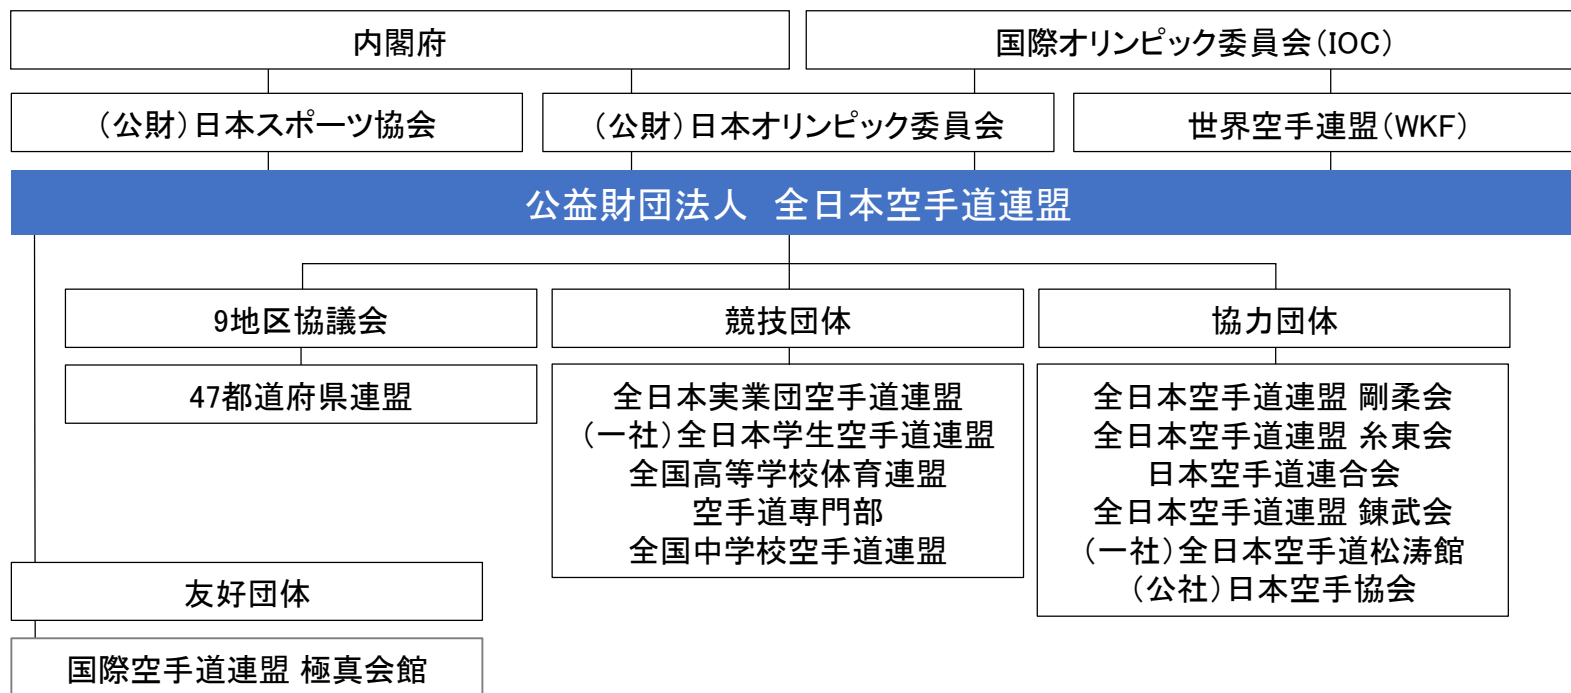 内閣府
国際オリンピック委員会(IOC)
(公財)日本スポーツ協会
(公財)日本オリンピック委員会
世界空手連盟(WKF)
公益財団法人　全日本空手道連盟
9地区協議会
競技団体
協力団体
47都道府県連盟
全日本実業団空手道連盟
(一社)全日本学生空手道連盟
全国高等学校体育連盟
空手道専門部
全国中学校空手道連盟
全日本空手道連盟 剛柔会
全日本空手道連盟 糸東会
日本空手道連合会
全日本空手道連盟 錬武会
(一社)全日本空手道松涛館
(公社)日本空手協会
友好団体
国際空手道連盟 極真会館